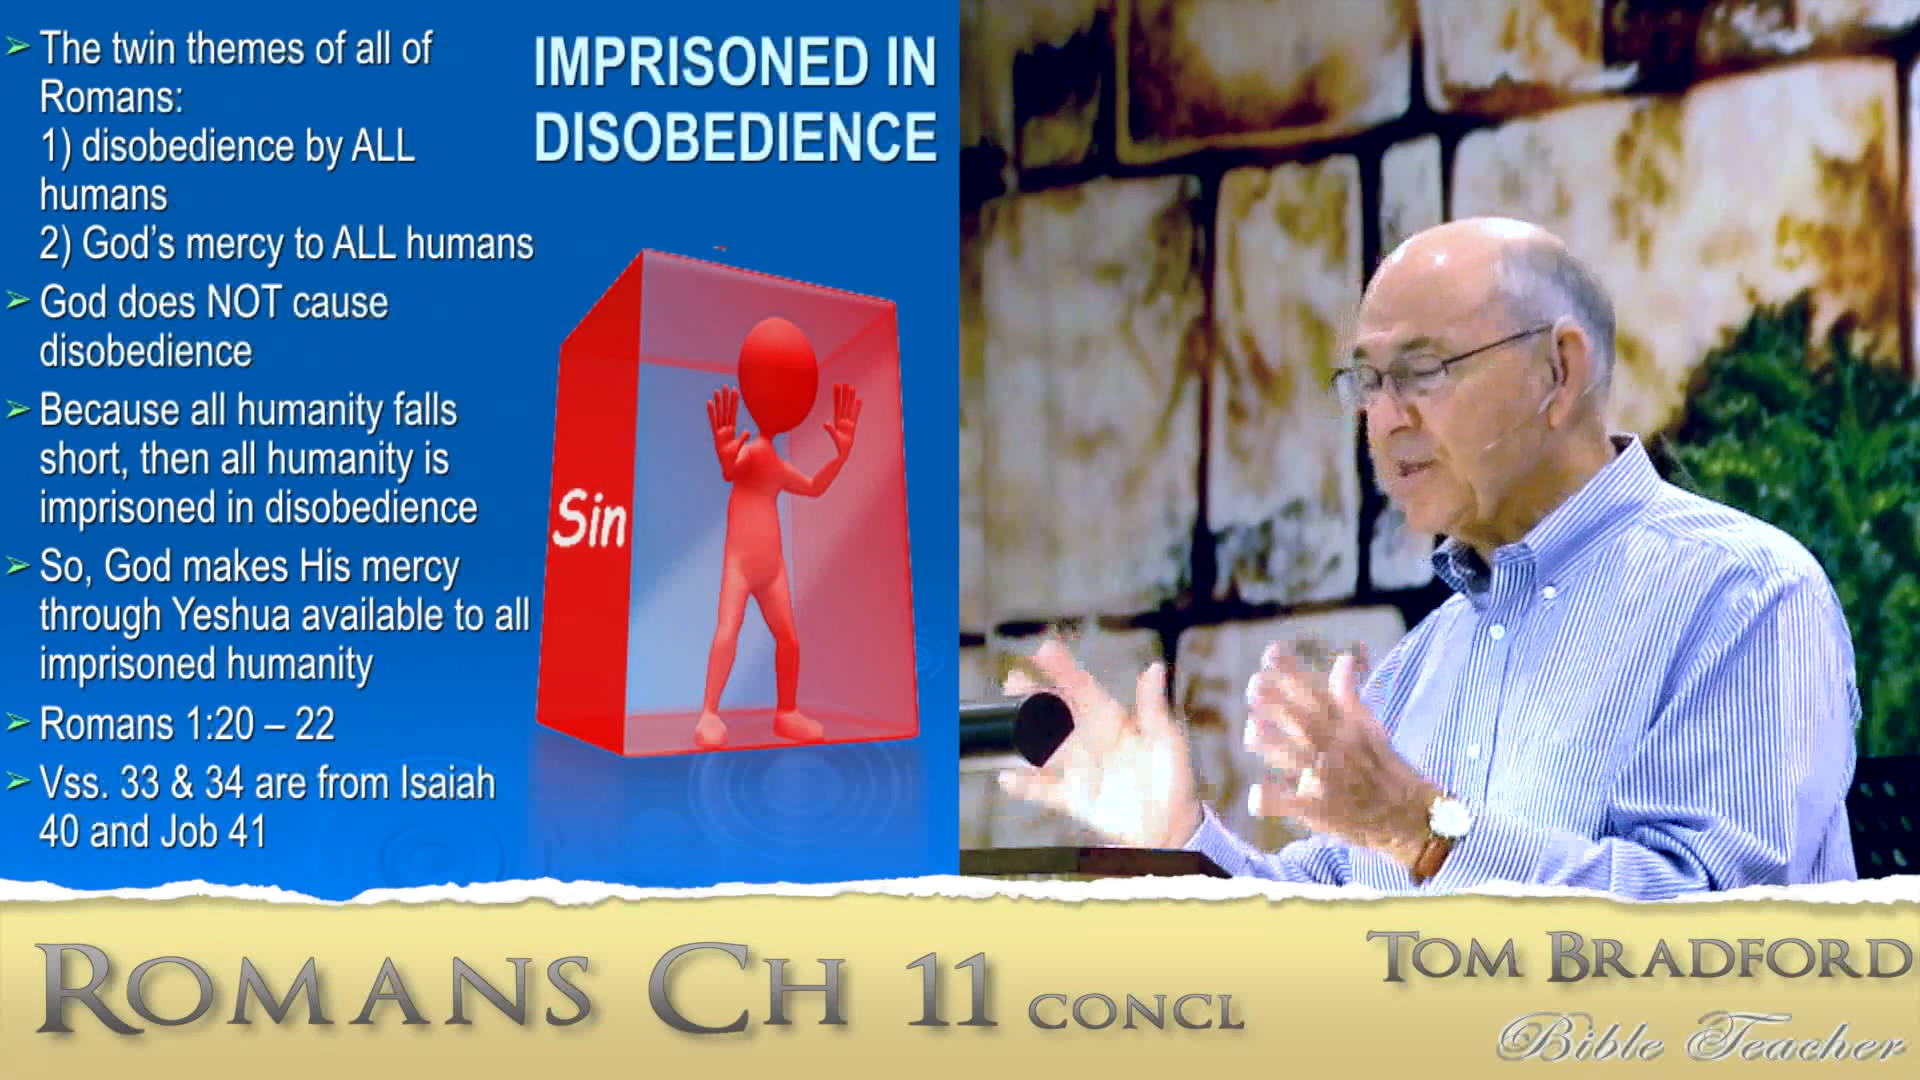 ➢ The twin themes of all of
Romans:
1) disobedience by ALL
humans
2) God’s mercy to ALL humans
➢ God does NOT cause
disobedience
➢ Because all humanity falls
short, then all humanity is
imprisoned in disobedience
➢ So, God makes His mercy
through Yeshua available to all
imprisoned humanity
➢ Romans 1:20 – 22
➢ Vss. 33 & 34 are from Isaiah
40 and Job 41
IMPRISONED IN
DISOBEDIENCE
Sin
ROMANS CH 11 CONCL
TOM BRADFORD
Bible Teacher